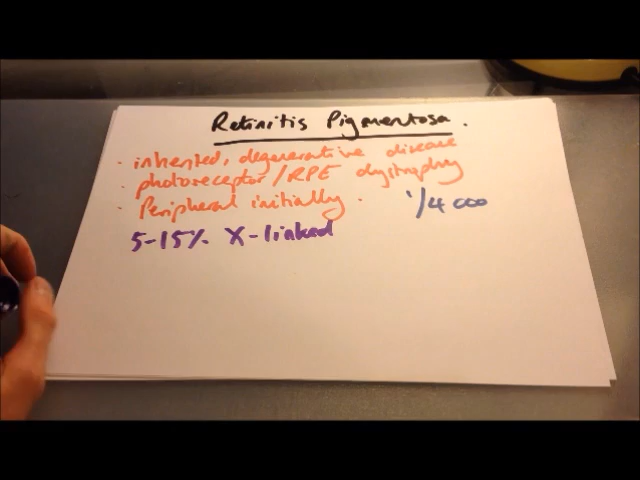 Retinitis Pigmentosa.
· inherited, degenerative disease
· photoreceptor/RPE dystrophy
· Peripheral initially.
1/4000
5-15% X-linked